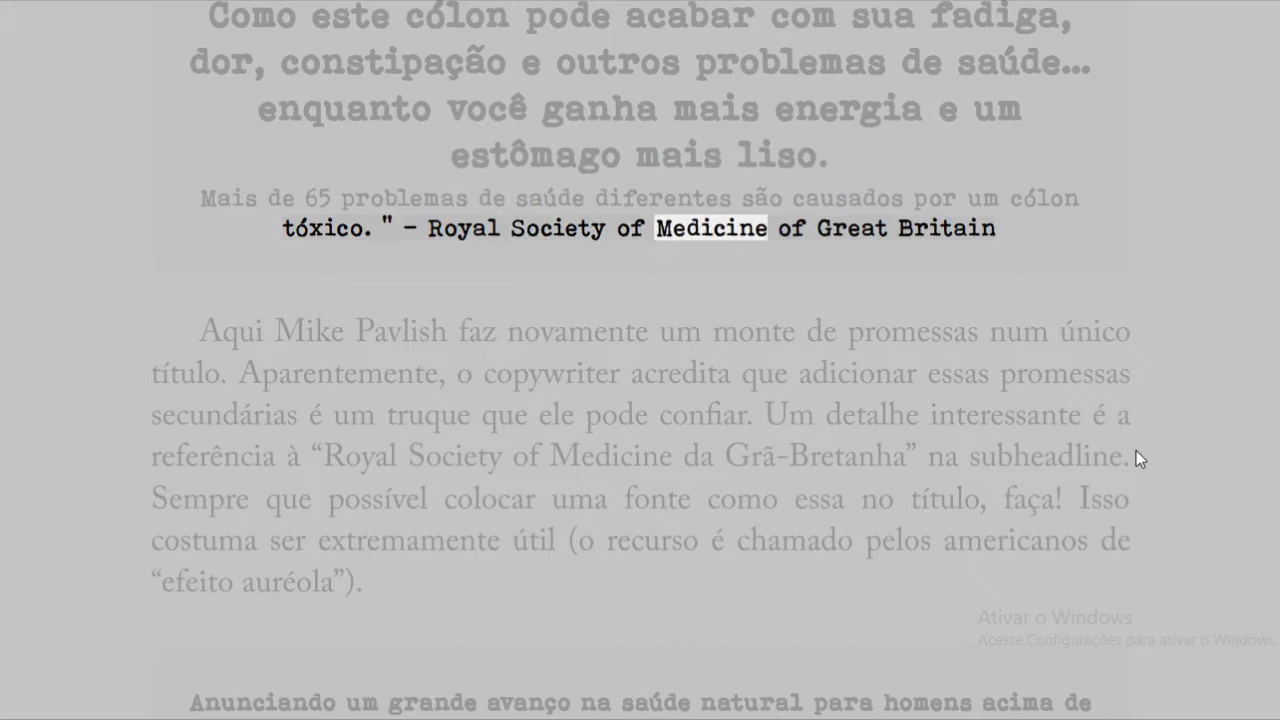 Como este cólon pode acabar com sua fadiga,
dor, constipação e outros problemas de saúde...
enquanto você ganha mais energia e um
estômago mais liso.
Mais de 65 problemas de saúde diferentes são causados por um cólon
tóxico. " – Royal Society of Medicine of Great Britain
Aqui Mike Pavlish faz novamente um monte de promessas num único
título. Aparentemente, o copywriter acredita que adicionar essas promessas
secundárias é um truque que ele pode confiar. Um detalhe interessante é a
referência à “Royal Society of Medicine da Grã-Bretanha” na subheadline.
Sempre que possível colocar uma fonte como essa no título, faça! Isso
costuma ser extremamente útil (o recurso é chamado pelos americanos de
“efeito auréola”).
Ativar o Windows
Acesse Configurações para ativar o Windows.
Anunciando um grande avanço na saúde natural para homens acima de